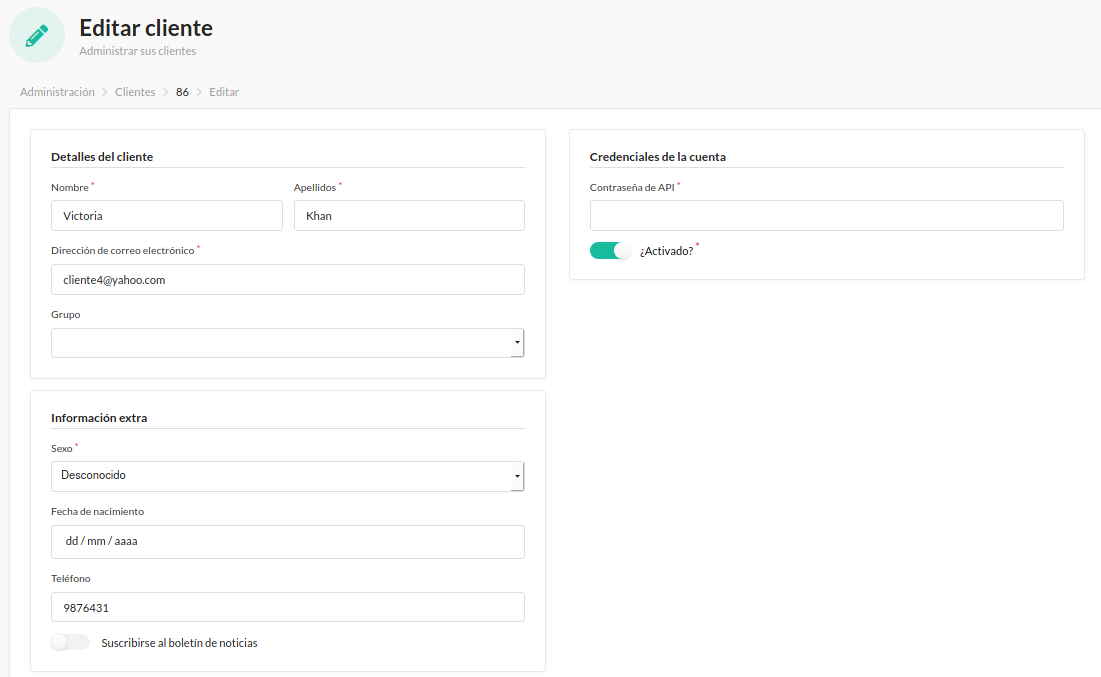 Editar cliente
Administrar sus clientes
Administración > Clientes > 86 > Editar
Detalles del cliente
Nombre * Apellidos *
Victoria Khan
Dirección de correo electrónico *
cliente4@yahoo.com
Grupo
Información extra
Sexo *
Desconocido
Fecha de nacimiento
dd / mm / aaaa
Teléfono
9876431
Suscribirse al boletín de noticias
Credenciales de la cuenta
Contraseña de API *
¿Activado? *